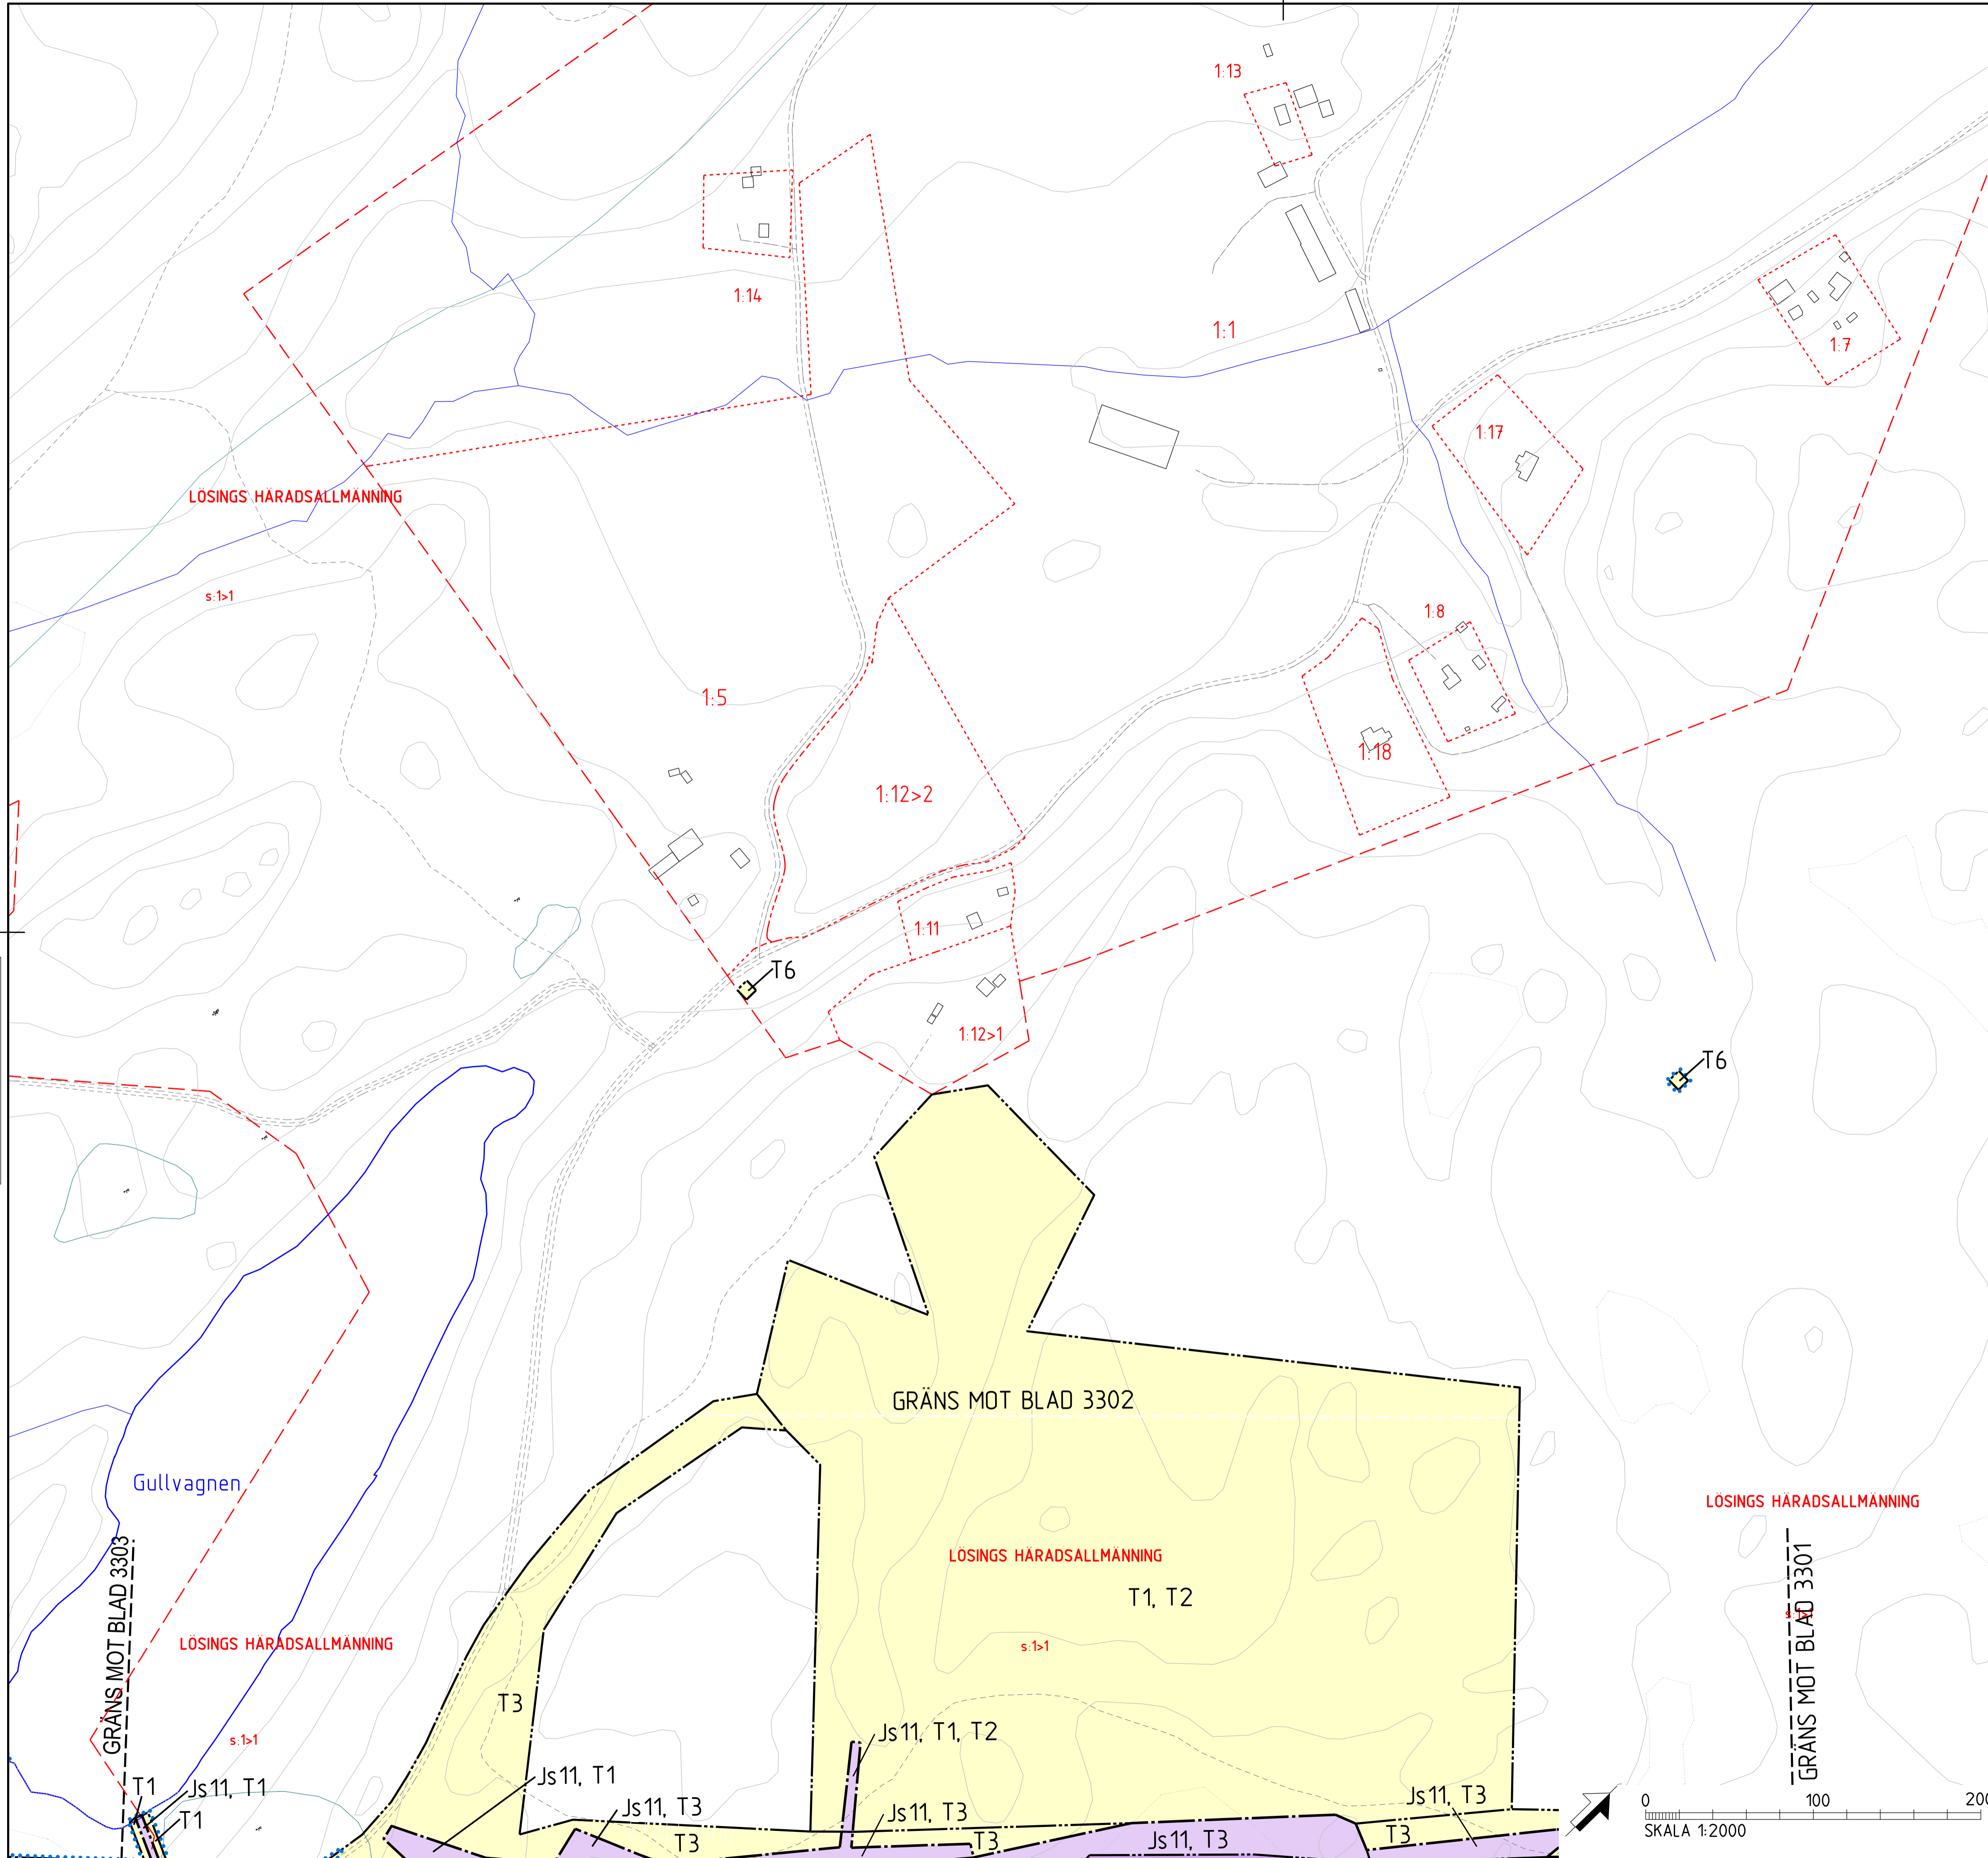 1:13
1:14
1:1
1:7
1:17
LÖSINGS HÄRADSALLMÄNNING
s:1>1
1:8
1:5
1:18
1:12>2
1:11
T6
1:12>1
T6
GRÄNS MOT BLAD 3302
Gullvagnen
LÖSINGS HÄRADSALLMÄNNING
GRÄNS MOT BLAD 3303
LÖSINGS HÄRADSALLMÄNNING
T1, T2
GRÄNS MOT BLAD 3301
s:1>1
LÖSINGS HÄRADSALLMÄNNING
s:1>1
T3
s:1>1
Js11, T1, T2
Js11, T1
T1
Js11, T1
T1
Js11, T3
Js11, T3
Js11, T3
T3
T3
Js11, T3
T3
0 100 200
SKALA 1:2000